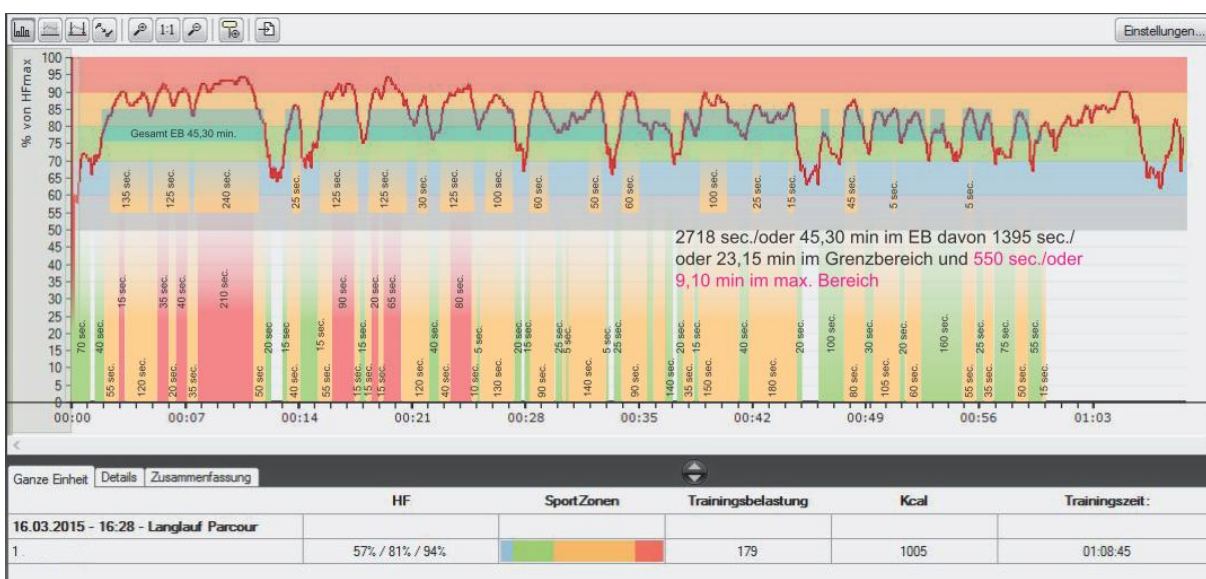 1:1
Einstellungen...
% von HFmax
100
95
90
85
80
75
70
65
60
55
50
45
40
35
30
25
20
15
10
5
0
Gesamt EB 45,30 min.
135 sec.
125 sec.
240 sec.
25 sec.
125 sec.
125 sec.
30 sec.
125 sec.
100 sec.
60 sec.
50 sec.
60 sec.
100 sec.
25 sec.
15 sec.
45 sec.
5 sec.
5 sec.
2718 sec./oder 45,30 min im EB davon 1395 sec./
oder 23,15 min im Grenzbereich und 550 sec./oder
9,10 min im max. Bereich
15 sec.
35 sec.
40 sec.
210 sec.
90 sec.
20 sec.
65 sec.
80 sec.
70 sec.
40 sec.
20 sec.
15 sec.
15 sec.
15 sec.
40 sec.
5 sec.
20 sec.
15 sec.
25 sec.
5 sec.
5 sec.
25 sec.
20 sec.
15 sec.
40 sec.
20 sec.
100 sec.
30 sec.
20 sec.
160 sec.
25 sec.
75 sec.
55 sec.
55 sec.
120 sec.
20 sec.
35 sec.
50 sec.
40 sec.
55 sec.
15 sec.
15 sec.
15 sec.
120 sec.
40 sec.
10 sec.
130 sec.
90 sec.
140 sec.
90 sec.
140 sec.
35 sec.
150 sec.
180 sec.
80 sec.
105 sec.
60 sec.
55 sec.
35 sec.
50 sec.
15 sec.
00:00
00:07
00:14
00:21
00:28
00:35
00:42
00:49
00:56
01:03
Ganze Einheit
Details
Zusammenfassung
HF
SportZonen
Trainingsbelastung
Kcal
Trainingszeit:
16.03.2015 - 16:28 - Langlauf Parcour
1
57% / 81% / 94%
179
1005
01:08:45